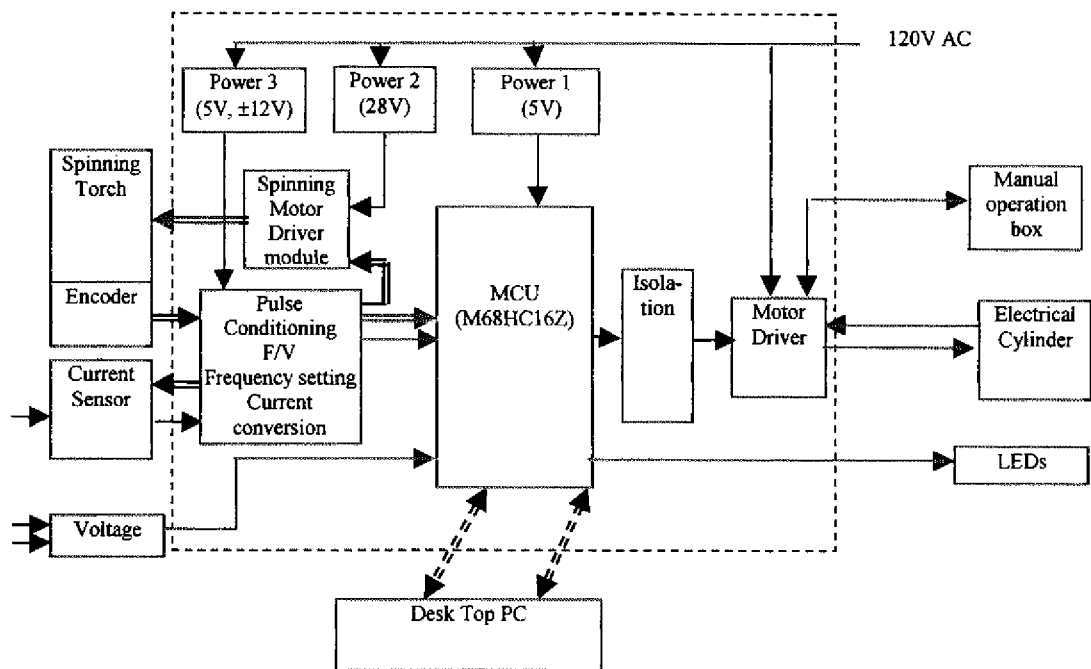 120V AC
Power 3
(5V, ±12V)
Power 2
(28V)
Power 1
(5V)
Spinning
Torch
Encoder
Spinning
Motor
Driver
module
Manual
operation
box
MCU
(M68HC16Z)
Isola-
tion
Motor
Driver
Electrical
Cylinder
Pulse
Conditioning
F/V
Frequency setting
Current
conversion
Current
Sensor
LEDs
Voltage
Desk Top PC